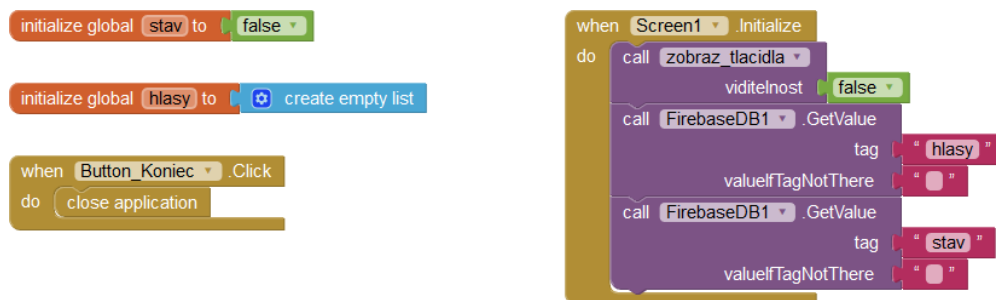 initialize global stav to false
initialize global hlasy to create empty list
when Button_Koniec .Click
do close application
when Screen1 .Initialize
do call zobraz_tlacidla
viditelnost false
call FirebaseDB1 .GetValue
tag " hlasy "
valueIfTagNotThere " "
call FirebaseDB1 .GetValue
tag " stav "
valueIfTagNotThere " "